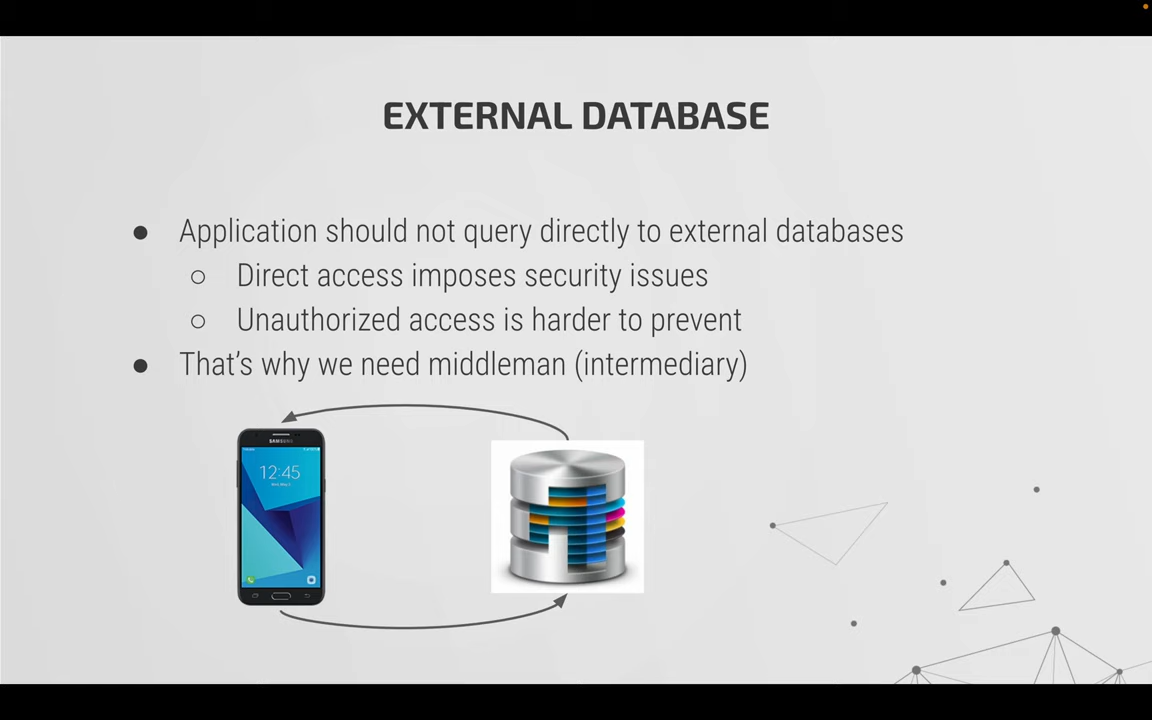 EXTERNAL DATABASE
● Application should not query directly to external databases
○ Direct access imposes security issues
○ Unauthorized access is harder to prevent
● That's why we need middleman (intermediary)
SAMSUNG
12:45